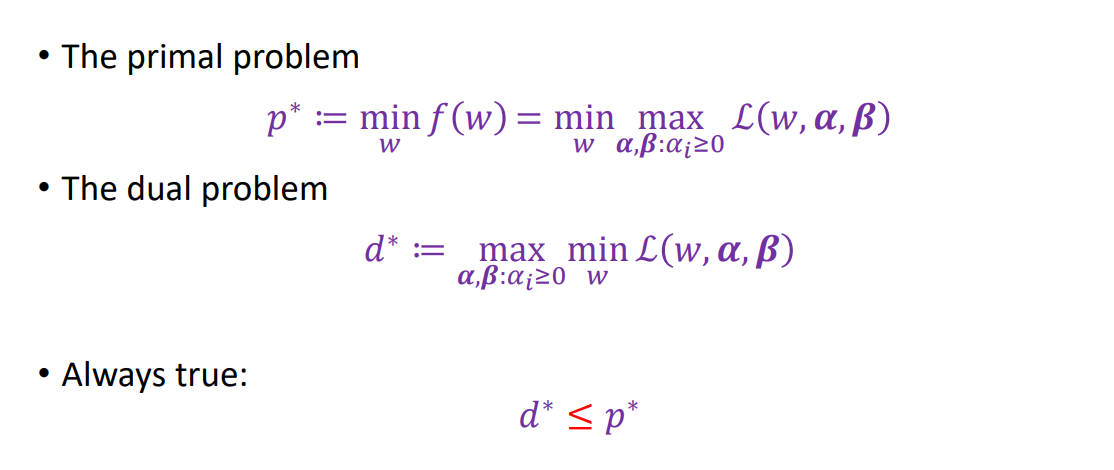 • The primal problem
p* := min_w f(w) = min_w max_{𝜶,𝜷:α_i≥0} ℒ(w, 𝜶, 𝜷)
• The dual problem
d* := max_{𝜶,𝜷:α_i≥0} min_w ℒ(w, 𝜶, 𝜷)
• Always true:
d* ≤ p*